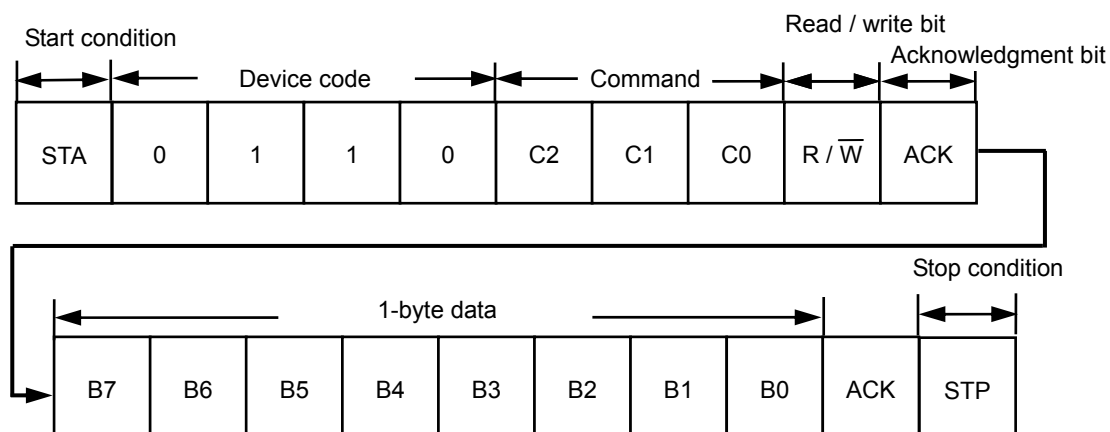 Read / write bit
Start condition
Acknowledgment bit
Device code
Command
STA 0 1 1 0 C2 C1 C0 R / W̅ ACK
Stop condition
1-byte data
B7 B6 B5 B4 B3 B2 B1 B0 ACK STP